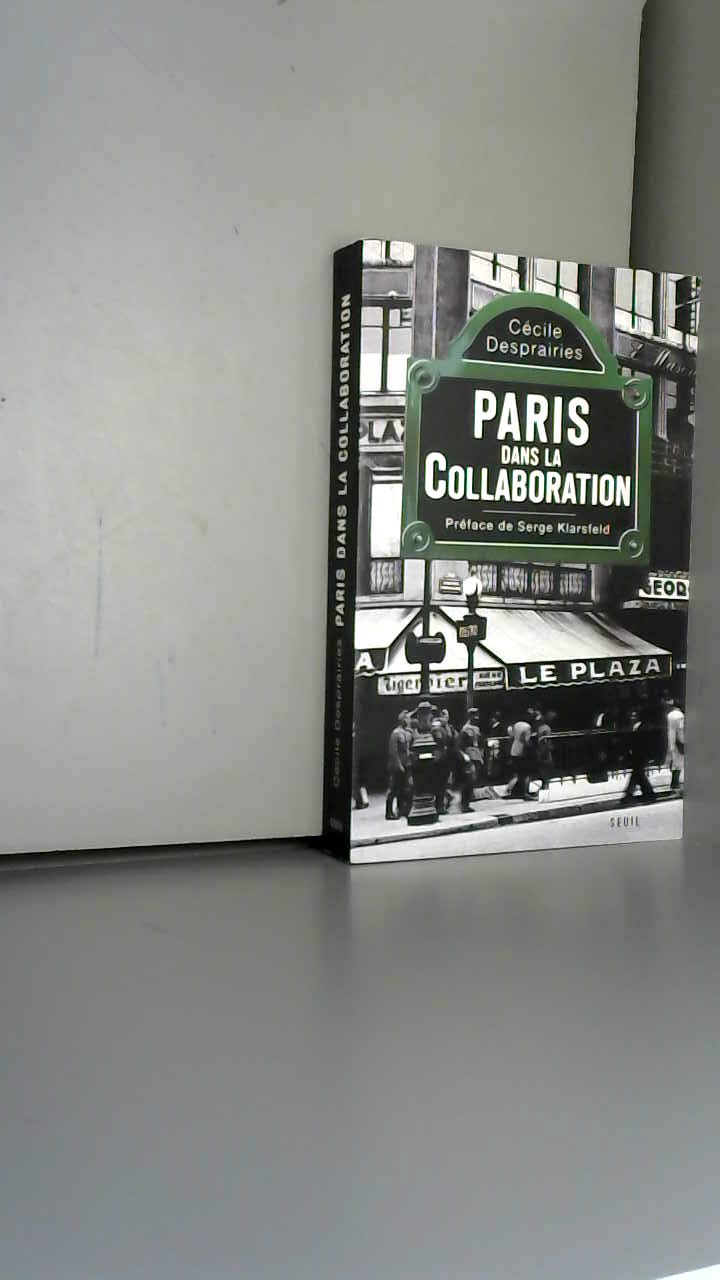 Cécile
Desprairies
PARIS
DANS LA
COLLABORATION
Préface de Serge Klarsfeld
LE PLAZA
SEUIL
Cécile Desprairies PARIS DANS LA COLLABORATION